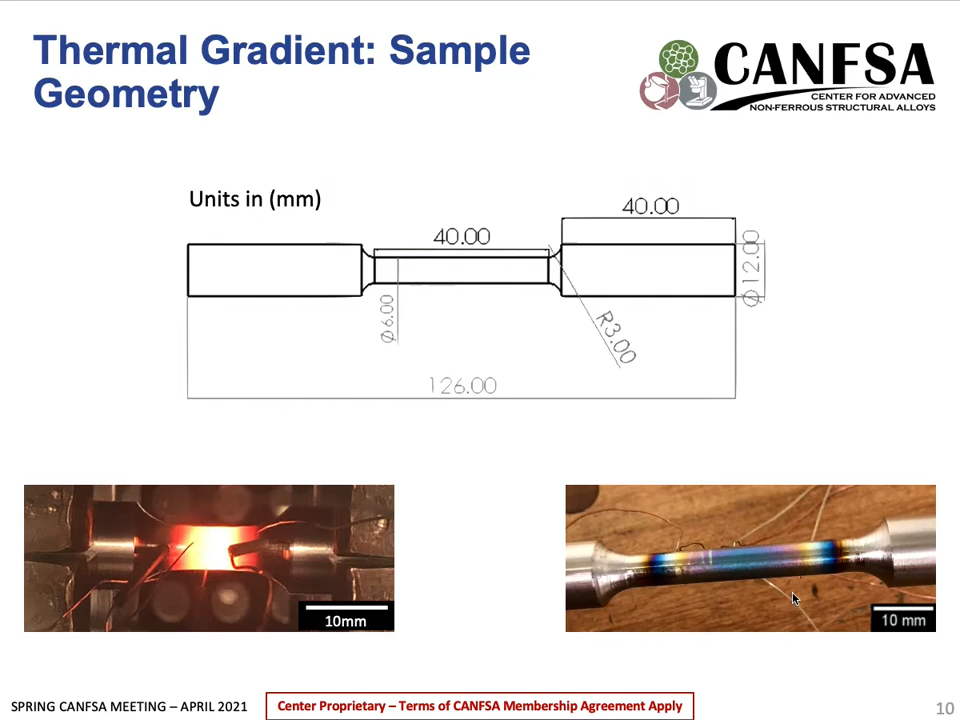 Thermal Gradient: Sample
Geometry
CANFSA
CENTER FOR ADVANCED
NON-FERROUS STRUCTURAL ALLOYS
Units in (mm)
40.00
40.00
Ø12.00
Ø6.00
R3.00
126.00
10mm
10 mm
SPRING CANFSA MEETING – APRIL 2021
Center Proprietary – Terms of CANFSA Membership Agreement Apply
10